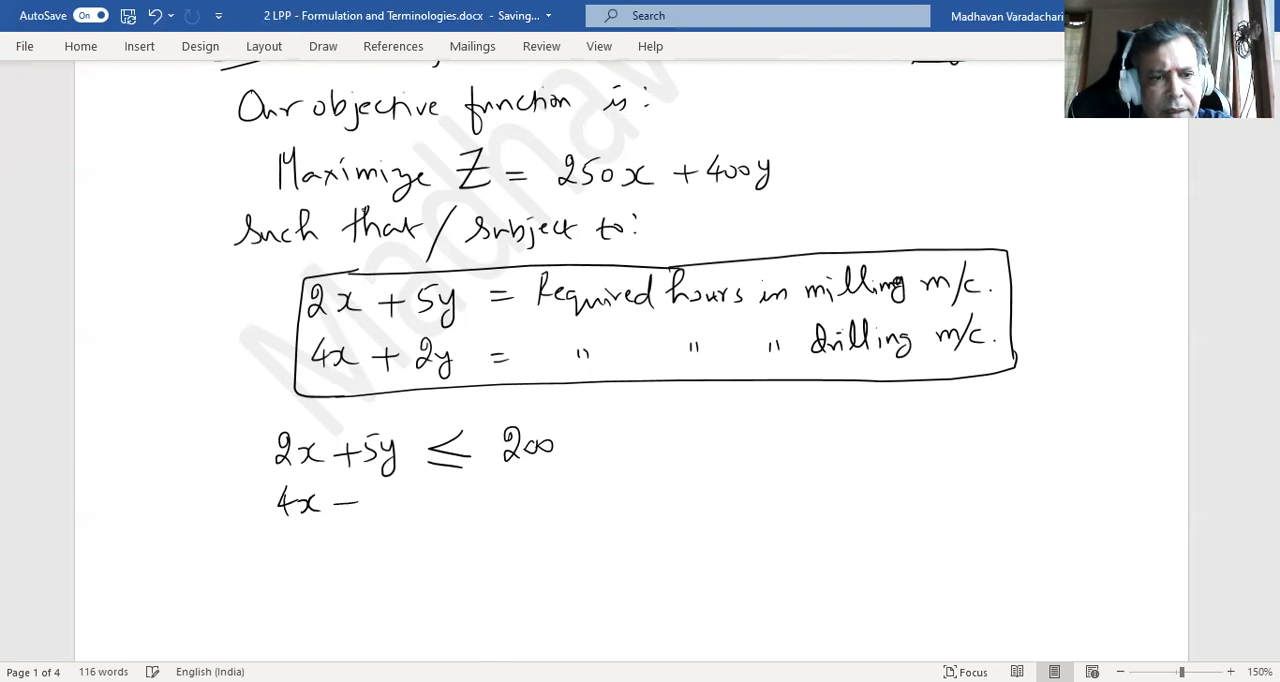 AutoSave On 2 LPP - Formulation and Terminologies.docx - Saving... Search Madhavan Varadachari
File Home Insert Design Layout Draw References Mailings Review View Help
Our objective function is:
Maximize Z = 250x + 400y
such that / subject to:
2x + 5y = Required hours in milling m/c.
4x + 2y = " " " drilling m/c.
2x + 5y ≤ 200
4x –
Madhav
Page 1 of 4 116 words English (India) Focus 150%